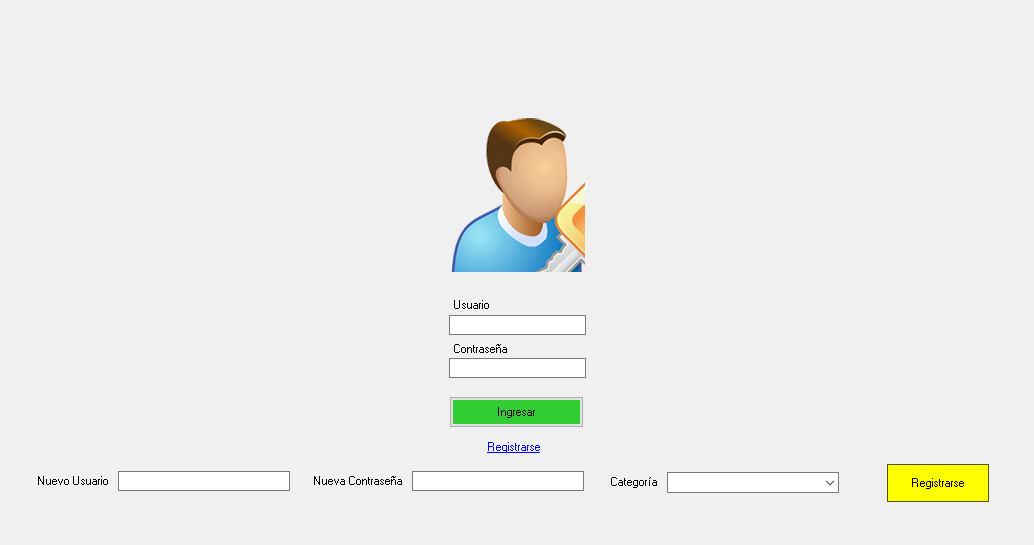 Usuario
Contraseña
Ingresar
Registrarse
Nuevo Usuario
Nueva Contraseña
Categoría
Registrarse